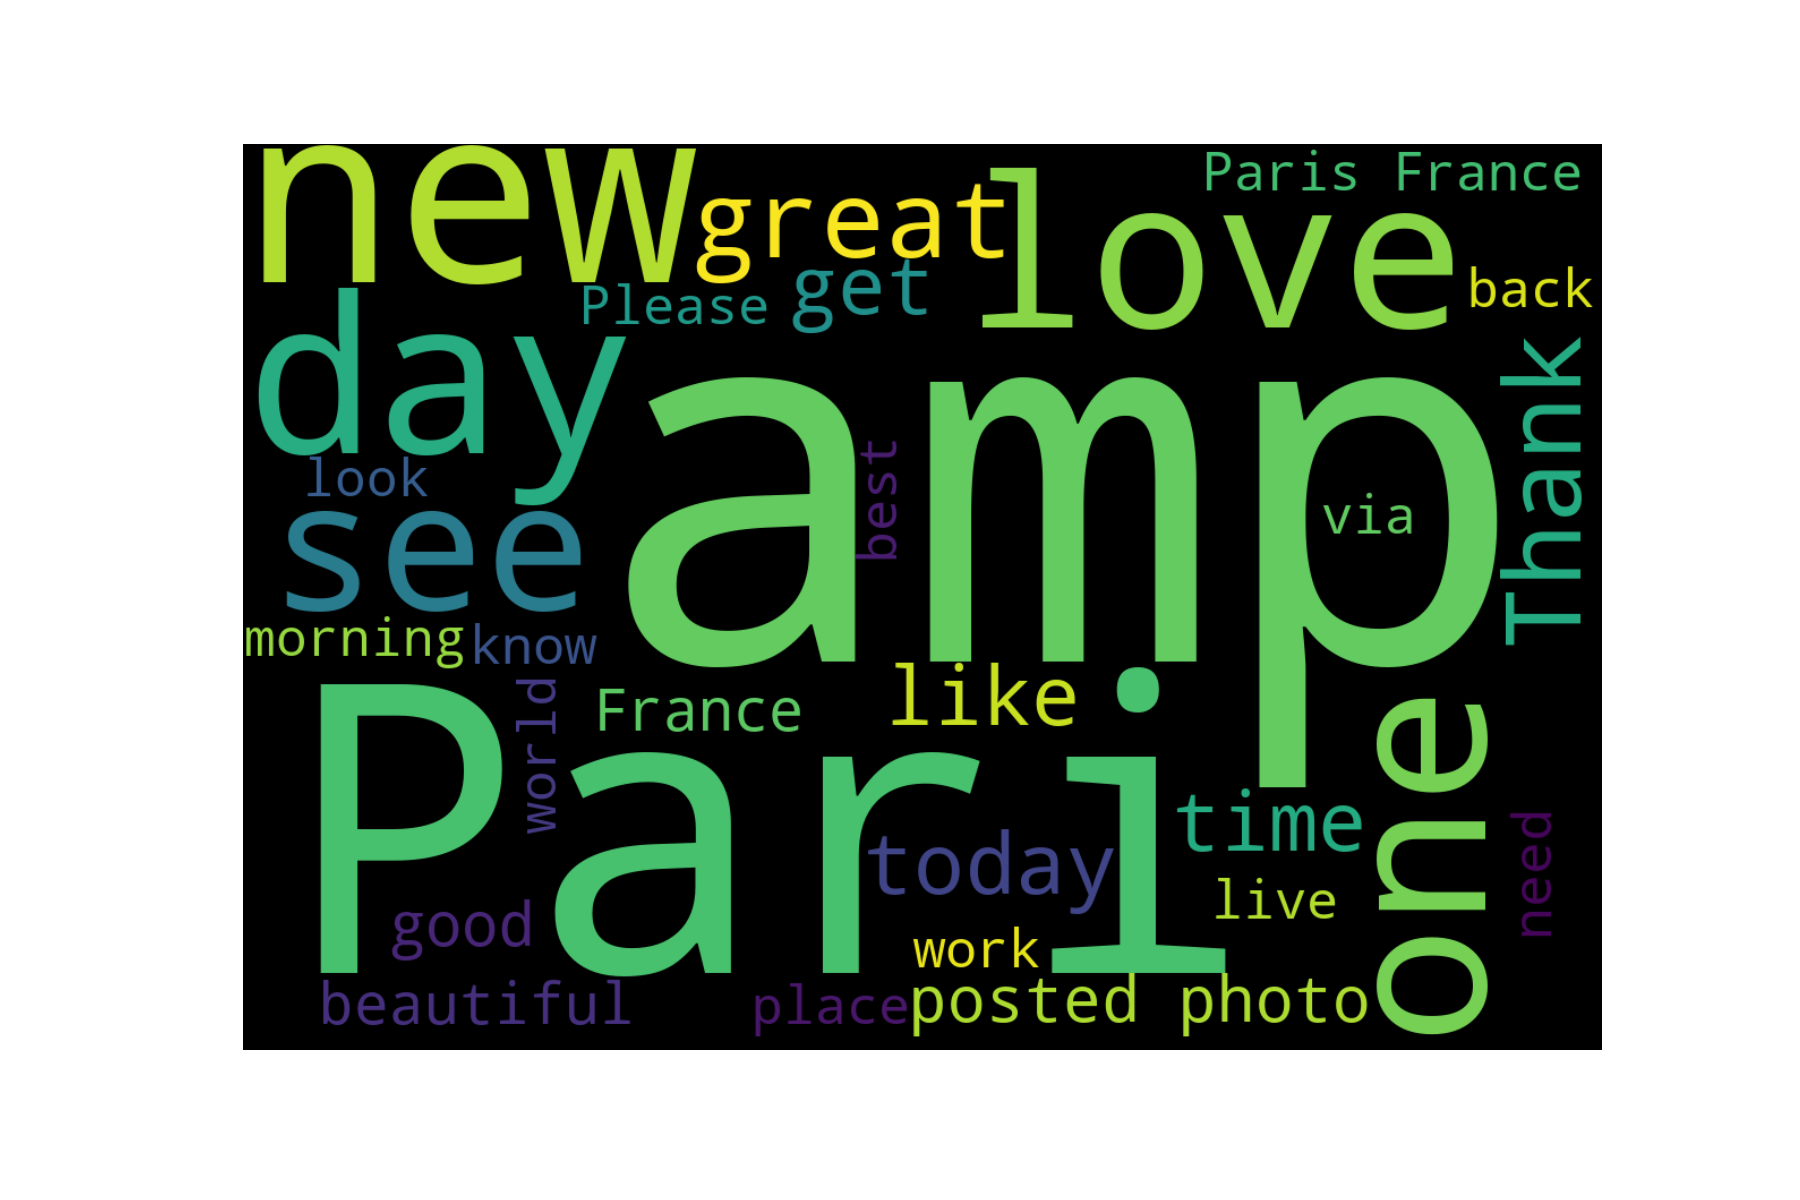 new
great
love
Paris France
Please
get
back
day
amp
Thank
look
best
via
see
morning
know
world
France
like
Pari
one
time
today
need
live
good
work
beautiful
place
posted photo